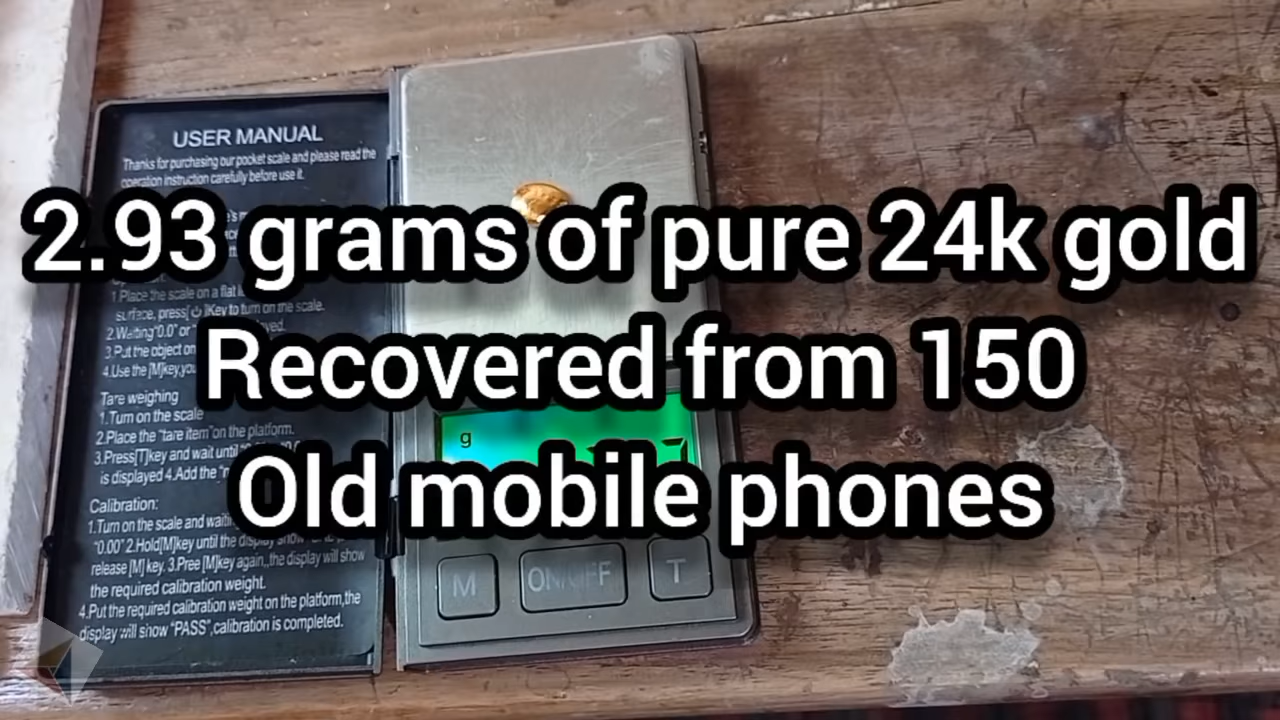 USER MANUAL
Thanks for purchasing our pocket scale and please read the
operation instruction carefully before use it.
2.93 grams of pure 24k gold
1.Place the scale on a flat
surface, press[ ]Key to turn on the scale.
2.Waiting"0.0" or
3.Put the object on
4.Use the [M]key,you
Recovered from 150
Tare weighing
1.Turn on the scale
2.Place the "tare item"on the platform.
3.Press[T]key and wait until
is displayed 4.Add the
g
Old mobile phones
Calibration:
1.Turn on the scale and
"0.00" 2.Hold[M]key until the display
release [M] key. 3.Pree [M]key again,,the display will show
the required calibration weight.
4.Put the required calibration weight on the platform,the
display will show "PASS",calibration is completed.
M
ON/OFF
T